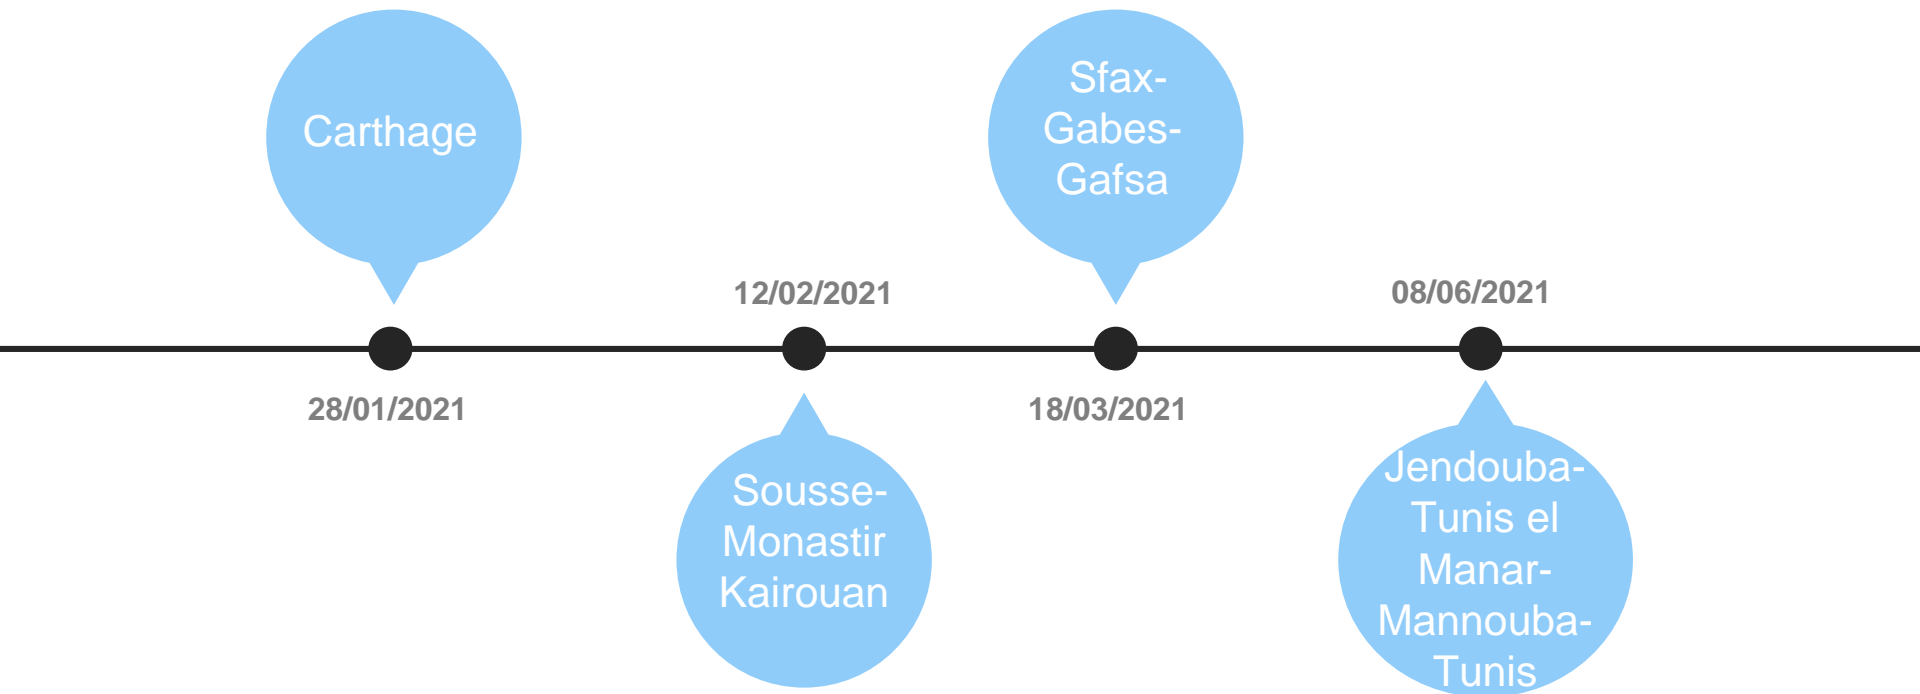 Carthage
28/01/2021
12/02/2021
Sousse-
Monastir
Kairouan
Sfax-
Gabes-
Gafsa
18/03/2021
08/06/2021
Jendouba-
Tunis el
Manar-
Mannouba-
Tunis